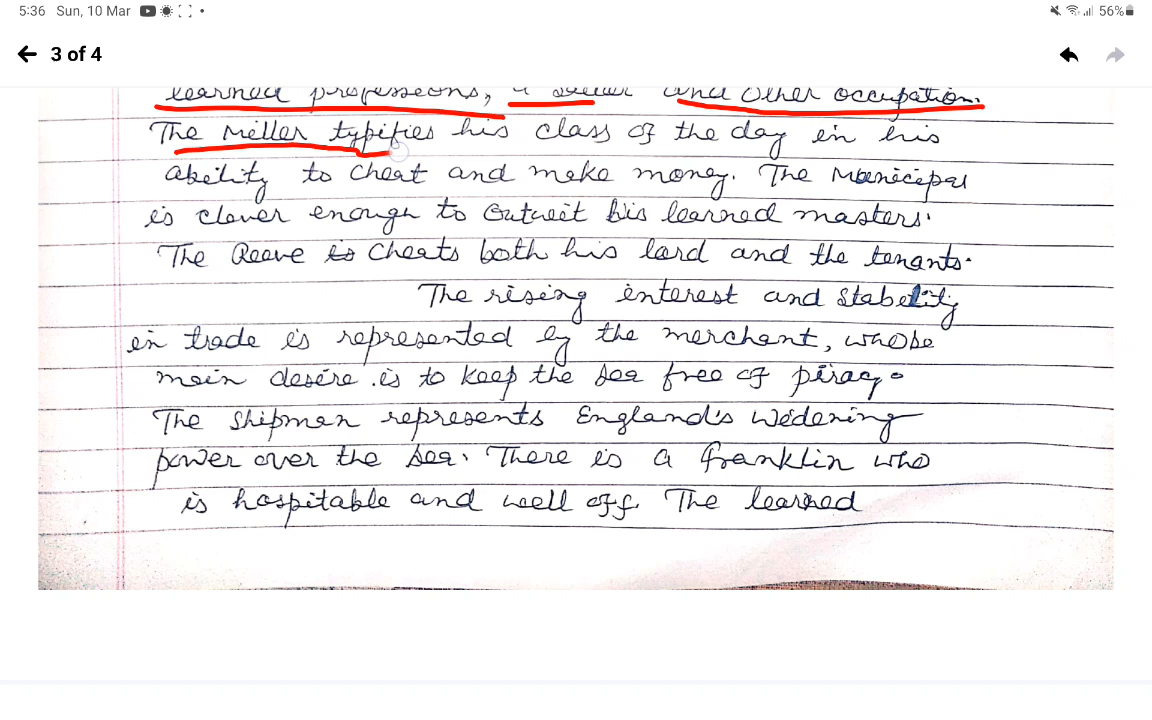 5:36 Sun, 10 Mar
56%
3 of 4
learned professions, a and other occupation.
The Miller typifies his class of the day in his
ability to cheat and make money. The Manicipal
is clever enough to outwit his learned masters.
The Reeve is cheats both his lord and the tenants.
The rising interest and stability
in trade is represented by the merchant, whose
main desire is to keep the sea free of piracy.
The Shipman represents England's widening
power over the sea. There is a franklin who
is hospitable and well off. The learned